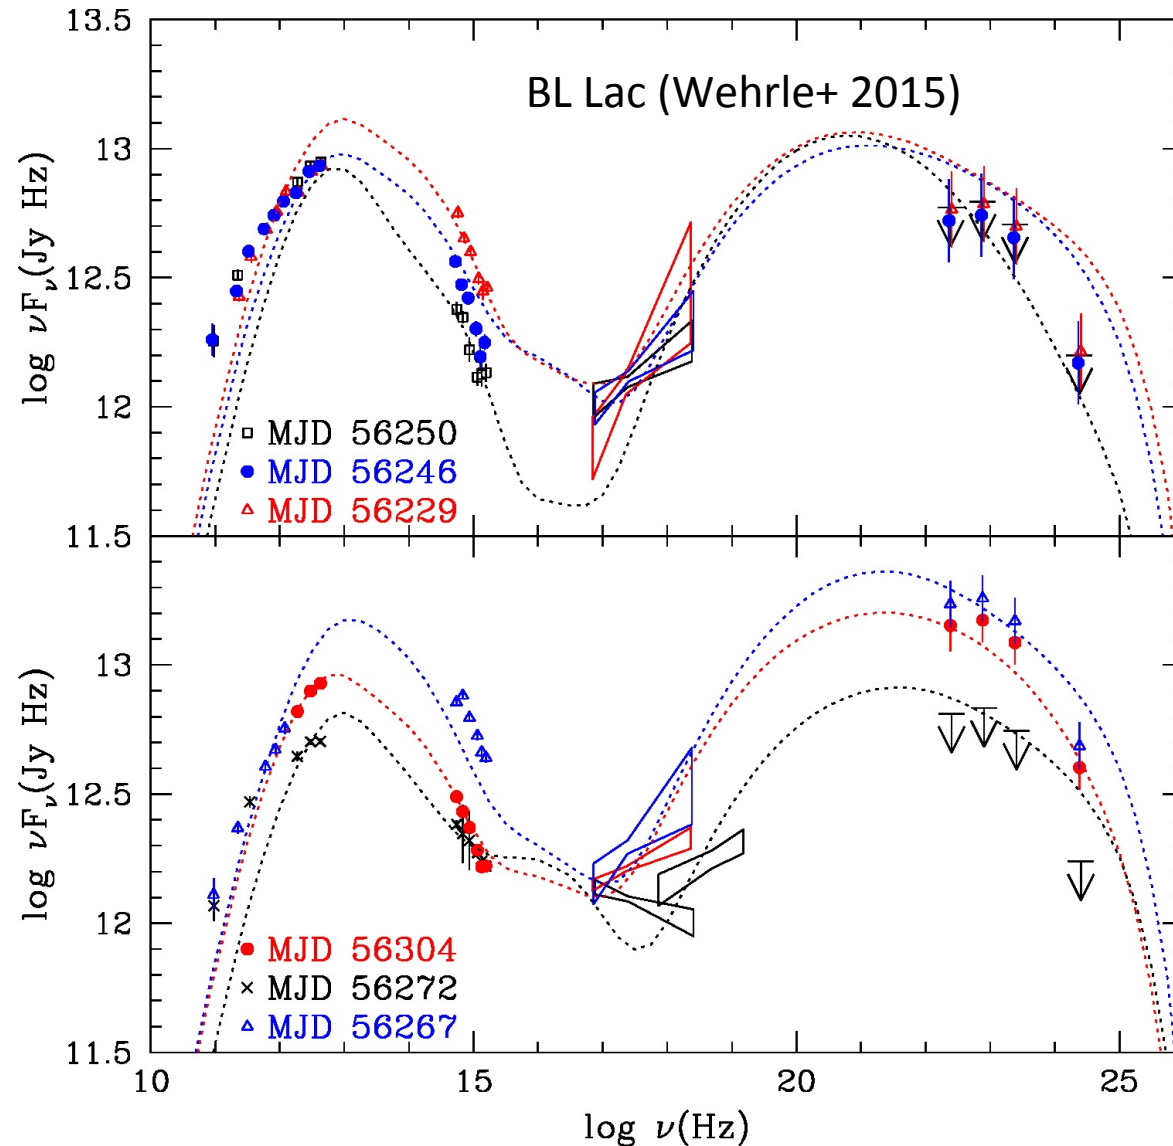 13.5
BL Lac (Wehrle+ 2015)
13
12.5
12
11.5
log νFν(Jy Hz)
MJD 56250
MJD 56246
MJD 56229
13
12.5
12
11.5
log νFν(Jy Hz)
MJD 56304
MJD 56272
MJD 56267
10 15 20 25
log ν(Hz)